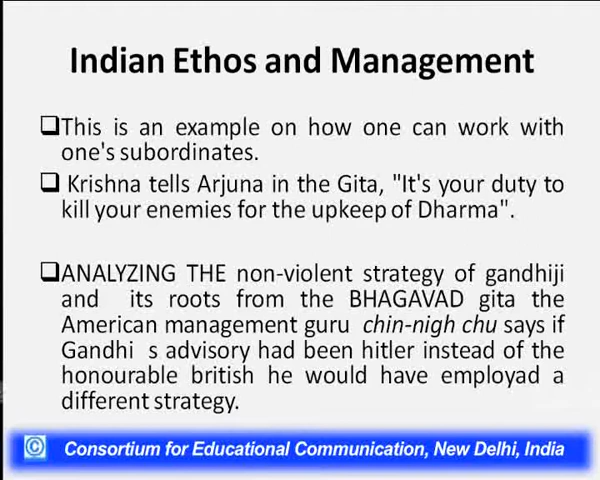 Indian Ethos and Management
This is an example on how one can work with
one's subordinates.
Krishna tells Arjuna in the Gita, "It's your duty to
kill your enemies for the upkeep of Dharma".
ANALYZING THE non-violent strategy of gandhiji
and its roots from the BHAGAVAD gita the
American management guru chin-nigh chu says if
Gandhi s advisory had been hitler instead of the
honourable british he would have employad a
different strategy.
© Consortium for Educational Communication, New Delhi, India